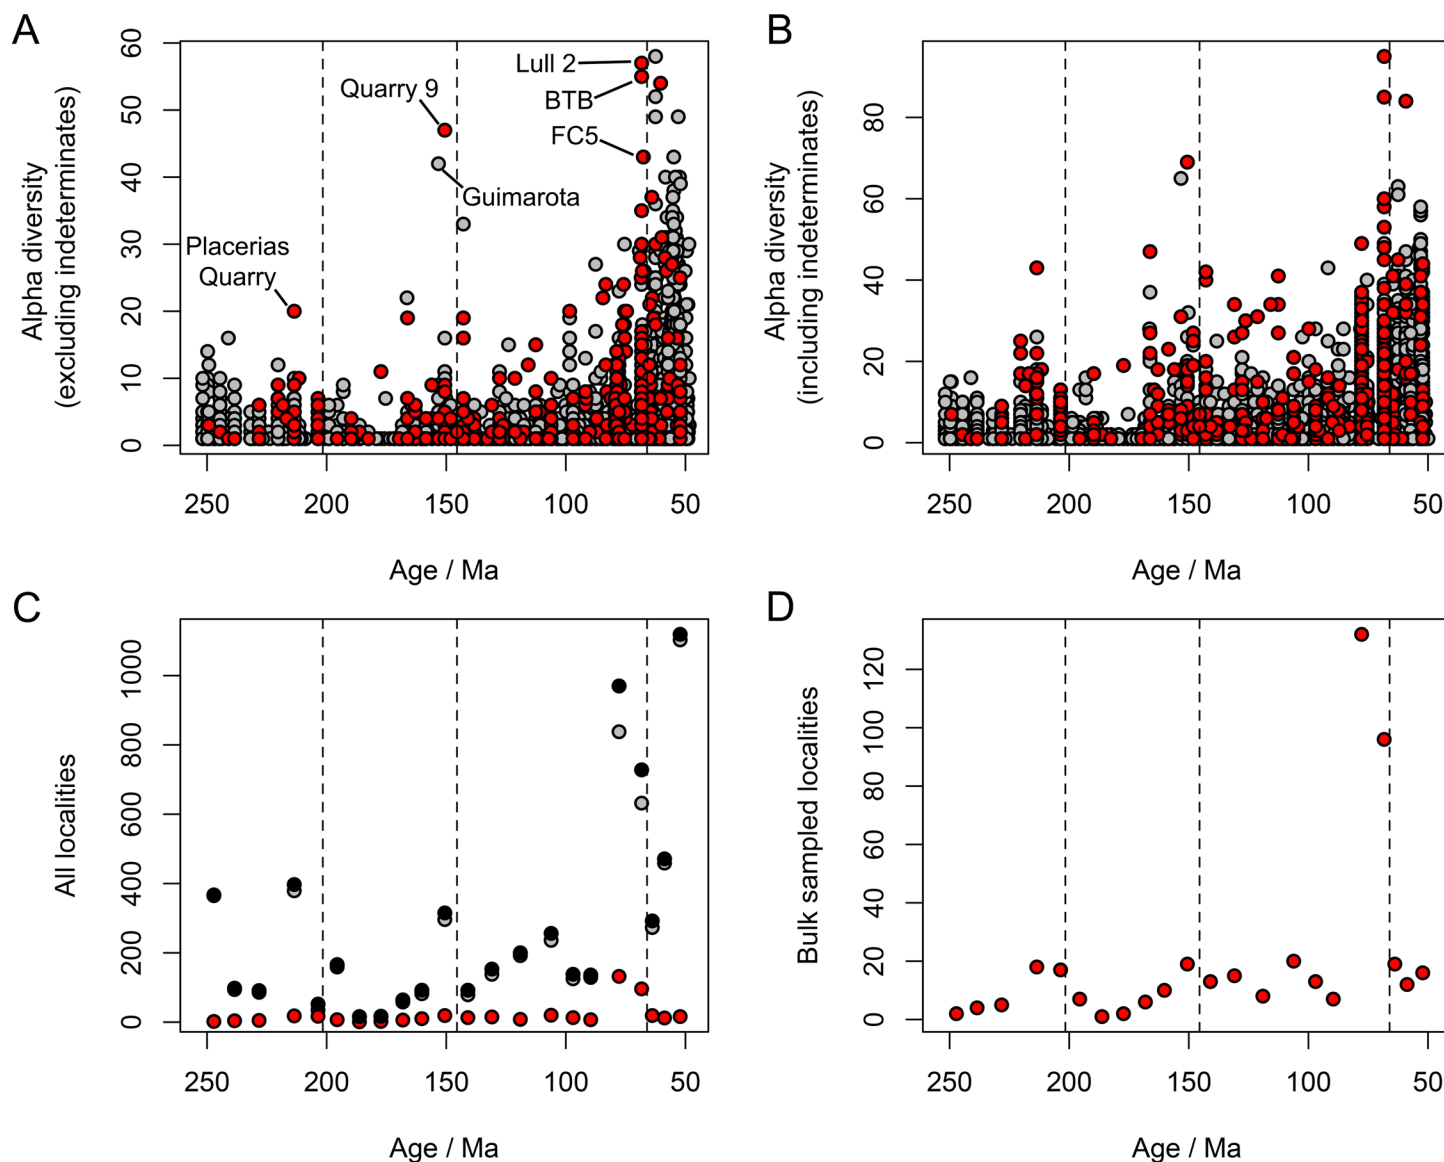 A
Alpha diversity
(excluding indeterminates)
60
50
40
30
20
10
0
Lull 2
BTB
FC5
Quarry 9
Guimarota
Placerias
Quarry
250
200
150
100
50
Age / Ma
B
Alpha diversity
(including indeterminates)
80
60
40
20
0
250
200
150
100
50
Age / Ma
C
All localities
1000
800
600
400
200
0
250
200
150
100
50
Age / Ma
D
Bulk sampled localities
120
100
80
60
40
20
0
250
200
150
100
50
Age / Ma